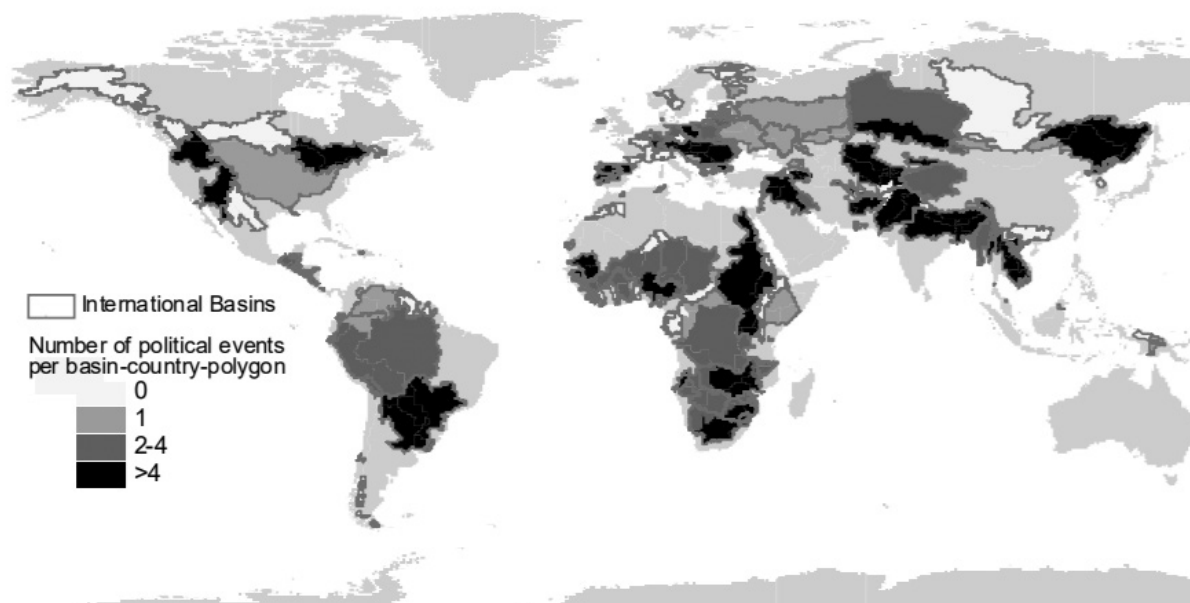 International Basins
Number of political events
per basin-country-polygon
0
1
2-4
>4